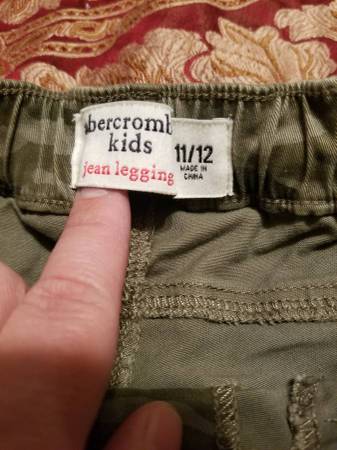 abercromb
kids
jean legging
11/12
MADE IN
CHINA